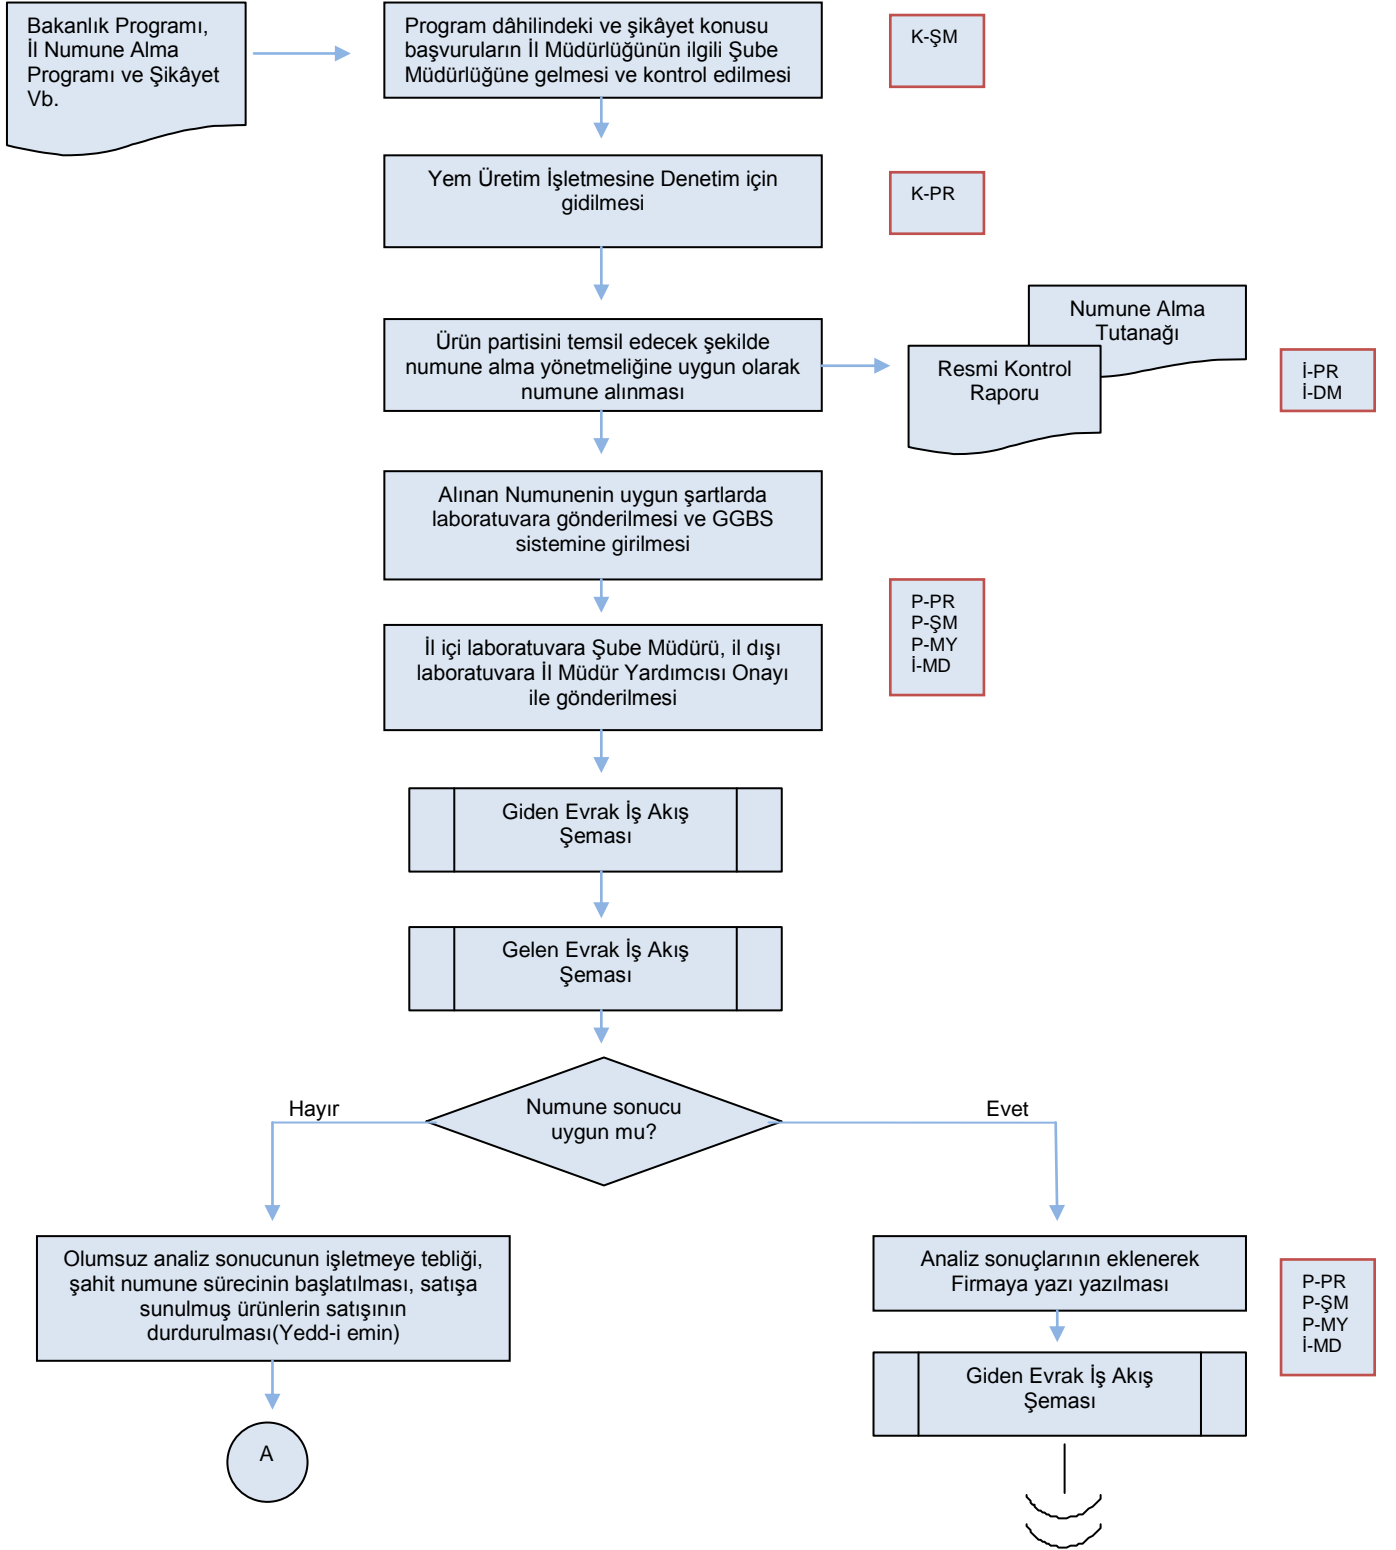 Bakanlık Programı,
İl Numune Alma
Programı ve Şikâyet
Vb.
Program dâhilindeki ve şikâyet konusu
başvuruların İl Müdürlüğünün ilgili Şube
Müdürlüğüne gelmesi ve kontrol edilmesi
K-ŞM
Yem Üretim İşletmesine Denetim için
gidilmesi
K-PR
Ürün partisini temsil edecek şekilde
numune alma yönetmeliğine uygun olarak
numune alınması
Numune Alma
Tutanağı
Resmi Kontrol
Raporu
İ-PR
İ-DM
Alınan Numunenin uygun şartlarda
laboratuvara gönderilmesi ve GGBS
sistemine girilmesi
P-PR
P-ŞM
P-MY
İ-MD
İl içi laboratuvara Şube Müdürü, il dışı
laboratuvara İl Müdür Yardımcısı Onayı
ile gönderilmesi
Giden Evrak İş Akış
Şeması
Gelen Evrak İş Akış
Şeması
Numune sonucu
uygun mu?
Hayır
Evet
Olumsuz analiz sonucunun işletmeye tebliği,
şahit numune sürecinin başlatılması, satışa
sunulmuş ürünlerin satışının
durdurulması(Yedd-i emin)
A
Analiz sonuçlarının eklenerek
Firmaya yazı yazılması
P-PR
P-ŞM
P-MY
İ-MD
Giden Evrak İş Akış
Şeması